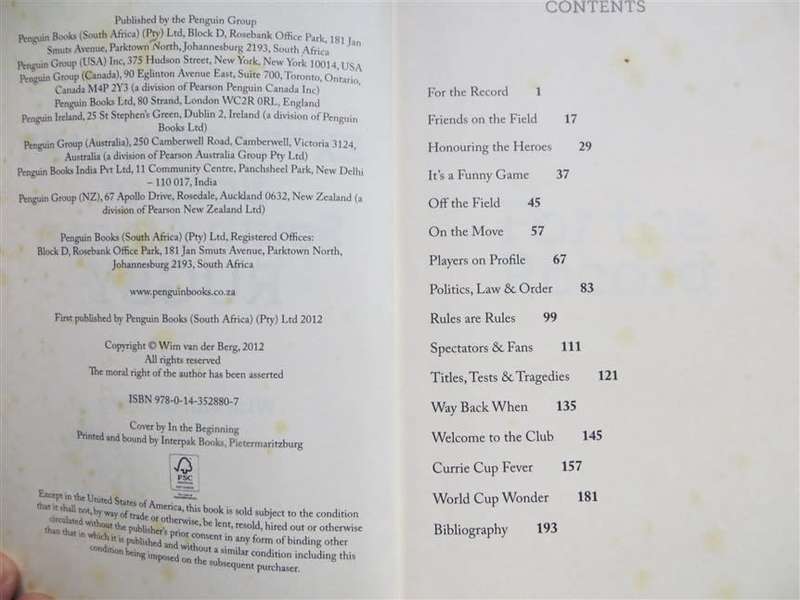 Published by the Penguin Group
Penguin Books (South Africa) (Pty) Ltd, Block D, Rosebank Office Park, 181 Jan
Smuts Avenue, Parktown North, Johannesburg 2193, South Africa
Penguin Group (USA) Inc, 375 Hudson Street, New York, New York 10014, USA
Penguin Group (Canada), 90 Eglinton Avenue East, Suite 700, Toronto, Ontario,
Canada M4P 2Y3 (a division of Pearson Penguin Canada Inc)
Penguin Books Ltd, 80 Strand, London WC2R 0RL, England
Penguin Ireland, 25 St Stephen's Green, Dublin 2, Ireland (a division of Penguin
Books Ltd)
Penguin Group (Australia), 250 Camberwell Road, Camberwell, Victoria 3124,
Australia (a division of Pearson Australia Group Pty Ltd)
Penguin Books India Pvt Ltd, 11 Community Centre, Panchsheel Park, New Delhi
– 110 017, India
Penguin Group (NZ), 67 Apollo Drive, Rosedale, Auckland 0632, New Zealand (a
division of Pearson New Zealand Ltd)
Penguin Books (South Africa) (Pty) Ltd, Registered Offices:
Block D, Rosebank Office Park, 181 Jan Smuts Avenue, Parktown North,
Johannesburg 2193, South Africa
www.penguinbooks.co.za
First published by Penguin Books (South Africa) (Pty) Ltd 2012
Copyright © Wim van der Berg, 2012
All rights reserved
The moral right of the author has been asserted
ISBN 978-0-14-352880-7
Cover by In the Beginning
Printed and bound by Interpak Books, Pietermaritzburg
FSC
Except in the United States of America, this book is sold subject to the condition
that it shall not, by way of trade or otherwise, be lent, resold, hired out or otherwise
circulated without the publisher's prior consent in any form of binding other
than that in which it is published and without a similar condition including this
condition being imposed on the subsequent purchaser.
CONTENTS
For the Record 1
Friends on the Field 17
Honouring the Heroes 29
It's a Funny Game 37
Off the Field 45
On the Move 57
Players on Profile 67
Politics, Law & Order 83
Rules are Rules 99
Spectators & Fans 111
Titles, Tests & Tragedies 121
Way Back When 135
Welcome to the Club 145
Currie Cup Fever 157
World Cup Wonder 181
Bibliography 193